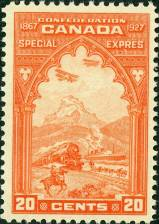 CONFEDERATION
1867 CANADA 1927
SPECIAL EXPRES
20 CENTS 20